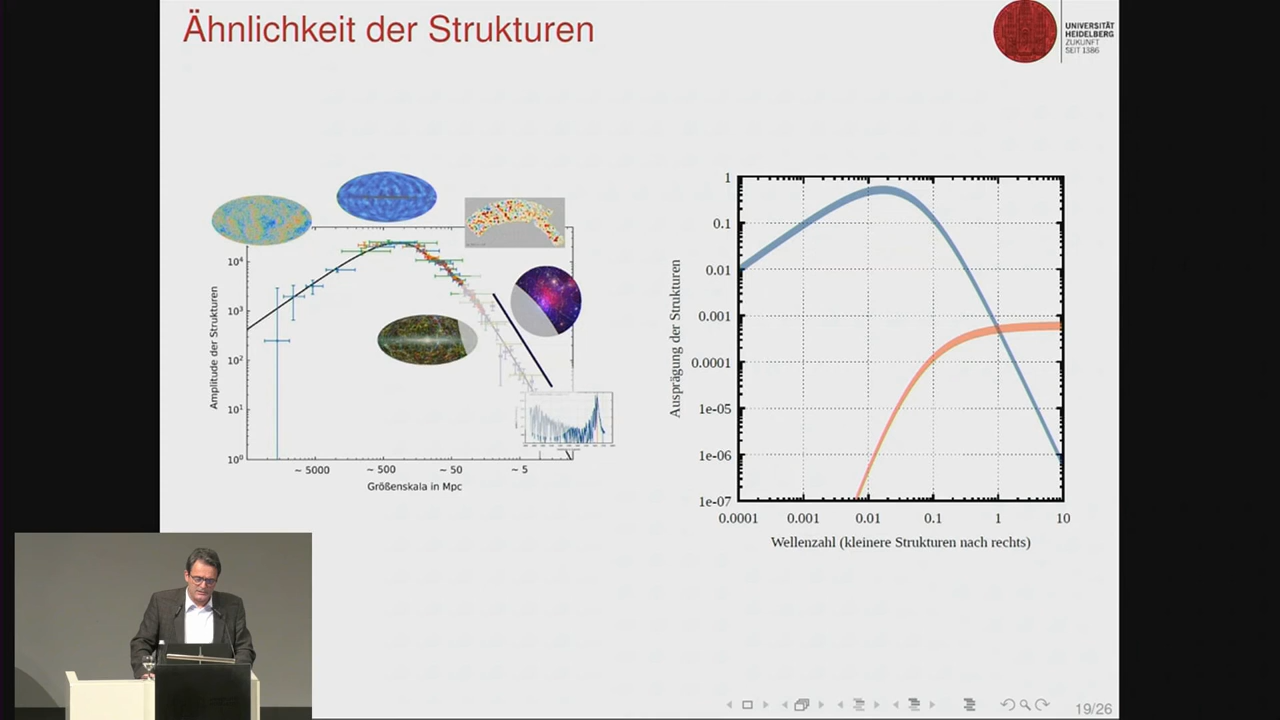 Ähnlichkeit der Strukturen
UNIVERSITÄT
HEIDELBERG
ZUKUNFT
SEIT 1386
Amplitude der Strukturen
10⁴
10³
10²
10¹
10⁰
~ 5000
~ 500
~ 50
~ 5
Größenskala in Mpc
Ausprägung der Strukturen
1
0.1
0.01
0.001
0.0001
1e-05
1e-06
1e-07
0.0001
0.001
0.01
0.1
1
10
Wellenzahl (kleinere Strukturen nach rechts)
19/26